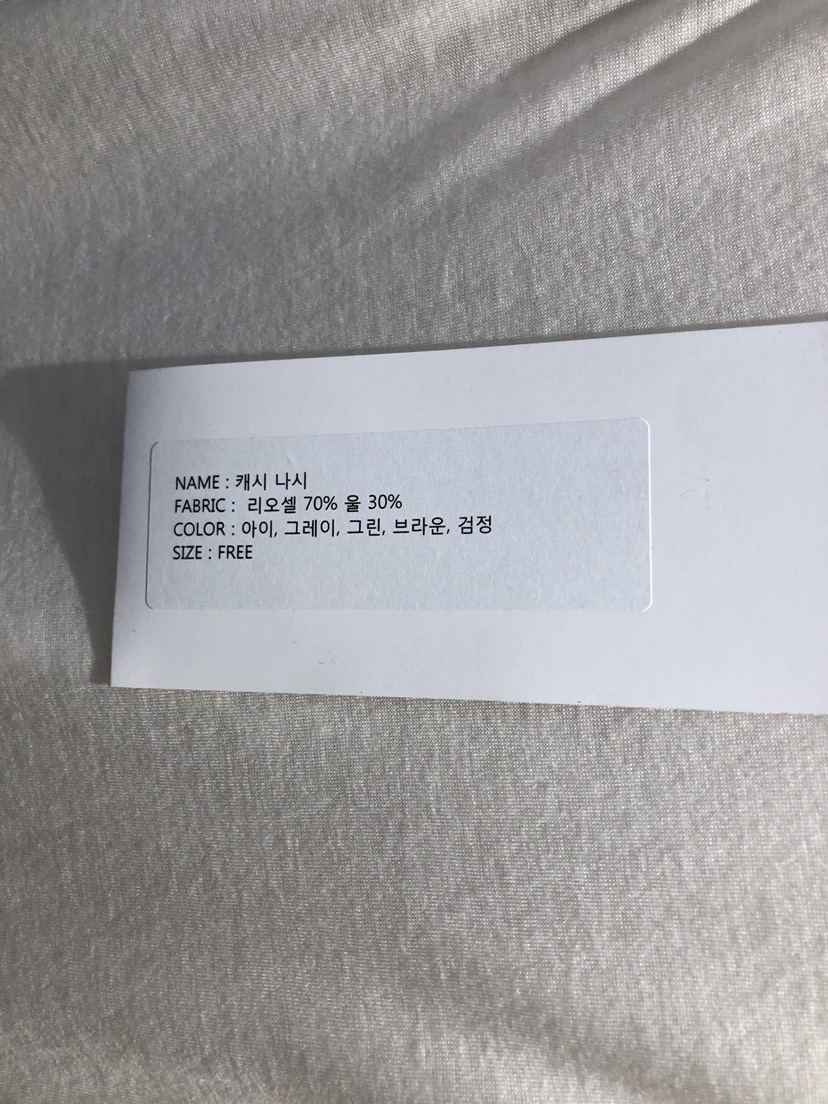 NAME : 캐시 나시
FABRIC :  리오셀 70% 울 30%
COLOR : 아이, 그레이, 그린, 브라운, 검정
SIZE : FREE